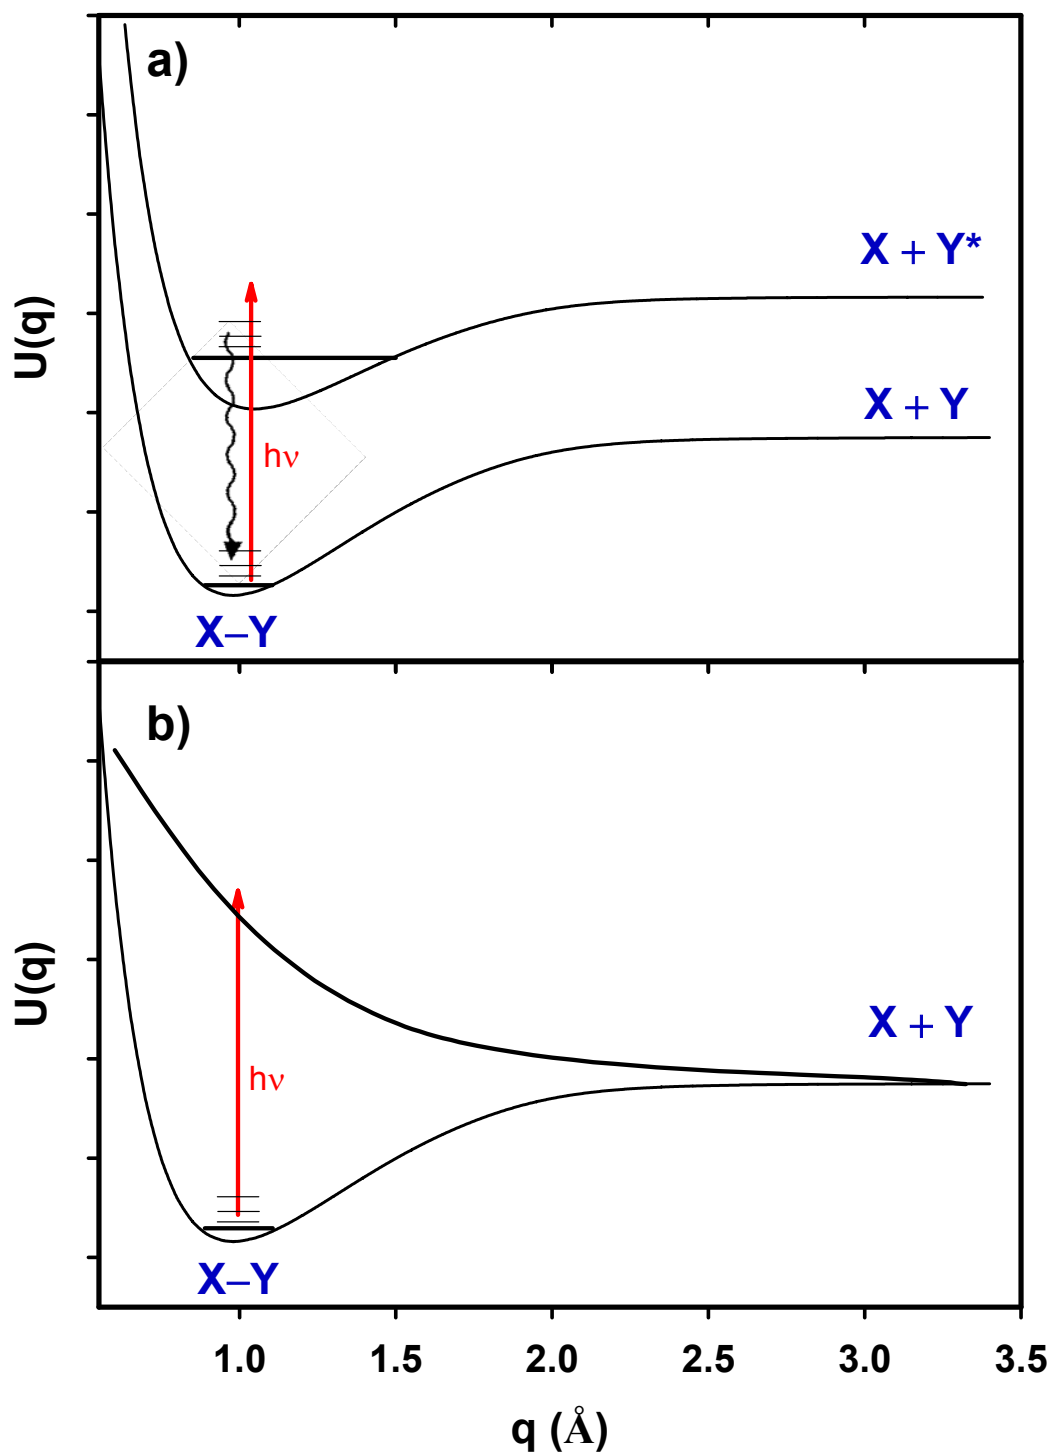 a)
X + Y*
U(q)
X + Y
hν
X–Y
b)
U(q)
X + Y
hν
X–Y
1.0 1.5 2.0 2.5 3.0 3.5
q (Å)